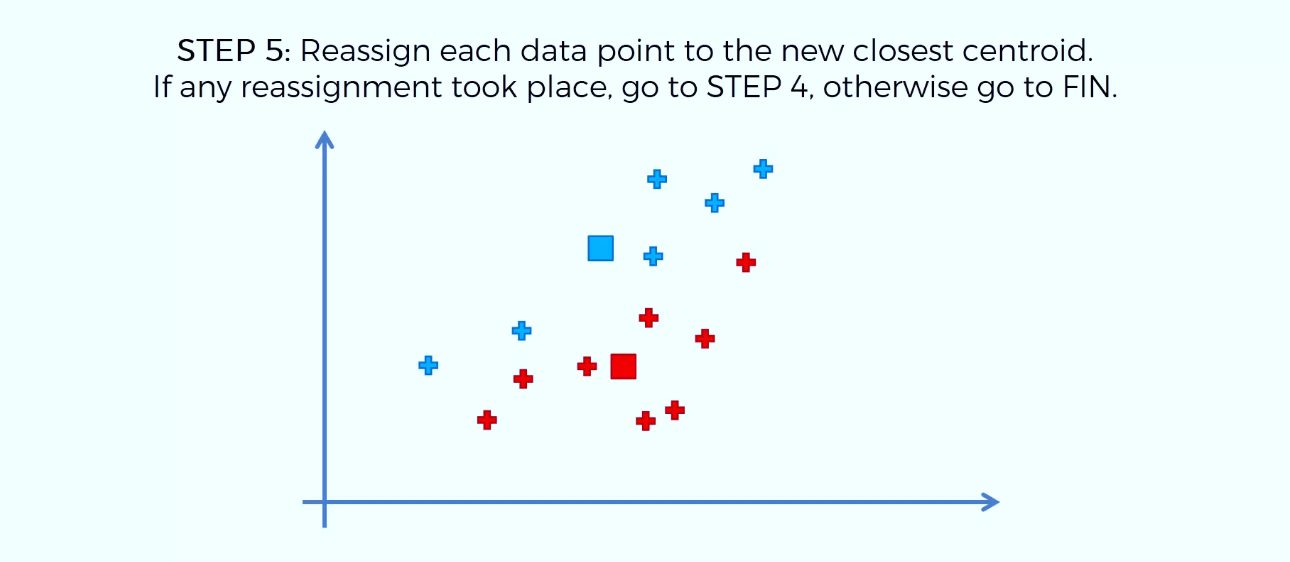 STEP 5: Reassign each data point to the new closest centroid.
If any reassignment took place, go to STEP 4, otherwise go to FIN.